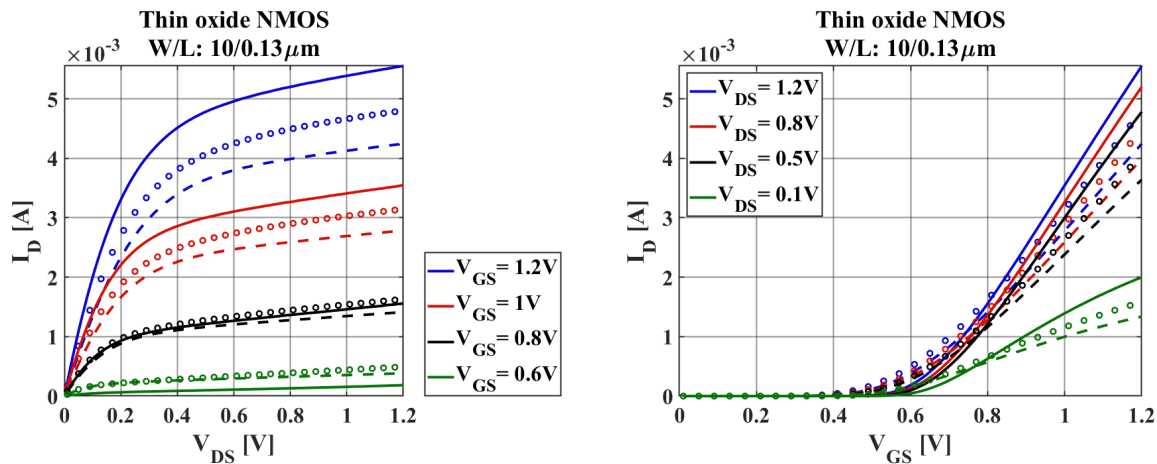 Thin oxide NMOS
W/L: 10/0.13μm
×10⁻³
I_D [A]
5
4
3
2
1
0
0 0.2 0.4 0.6 0.8 1 1.2
V_DS [V]
V_GS= 1.2V
V_GS= 1V
V_GS= 0.8V
V_GS= 0.6V
Thin oxide NMOS
W/L: 10/0.13μm
×10⁻³
I_D [A]
5
4
3
2
1
0
V_DS= 1.2V
V_DS= 0.8V
V_DS= 0.5V
V_DS= 0.1V
0 0.2 0.4 0.6 0.8 1 1.2
V_GS [V]